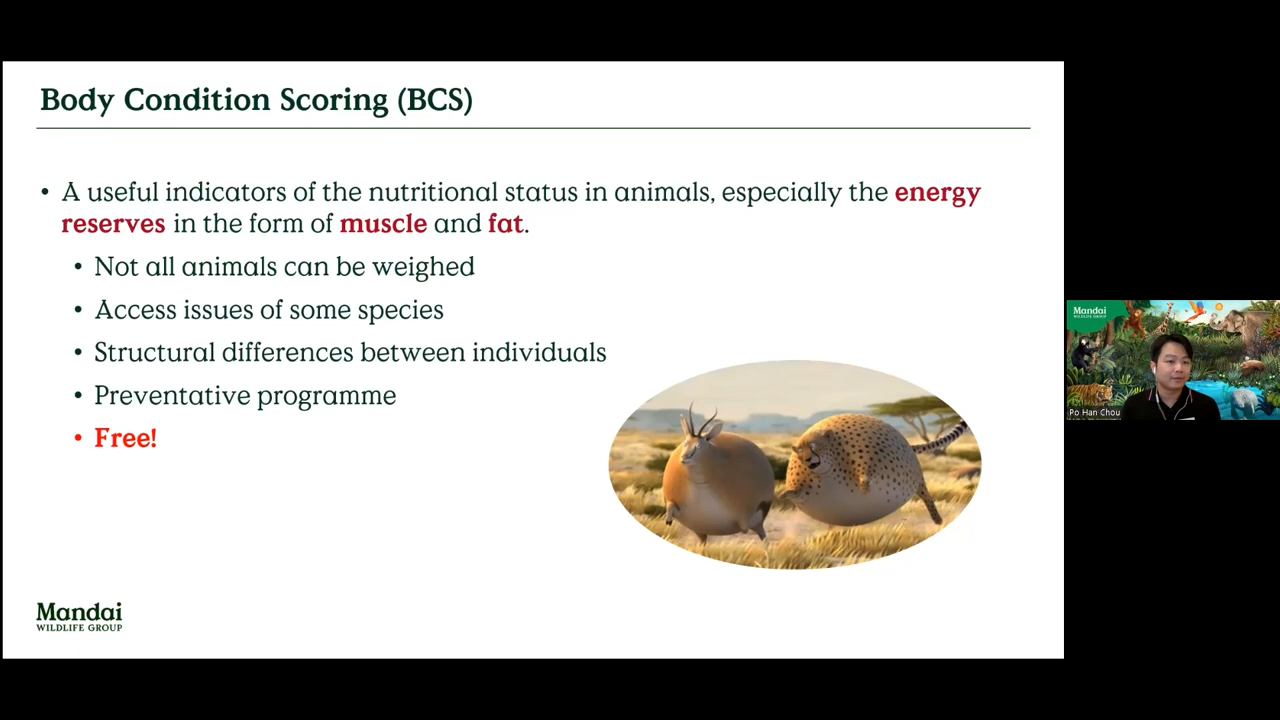 Body Condition Scoring (BCS)
• A useful indicators of the nutritional status in animals, especially the energy
reserves in the form of muscle and fat.
• Not all animals can be weighed
• Access issues of some species
• Structural differences between individuals
• Preventative programme
• Free!
Mandai
WILDLIFE GROUP
Mandai
WILDLIFE GROUP
Po Han Chou